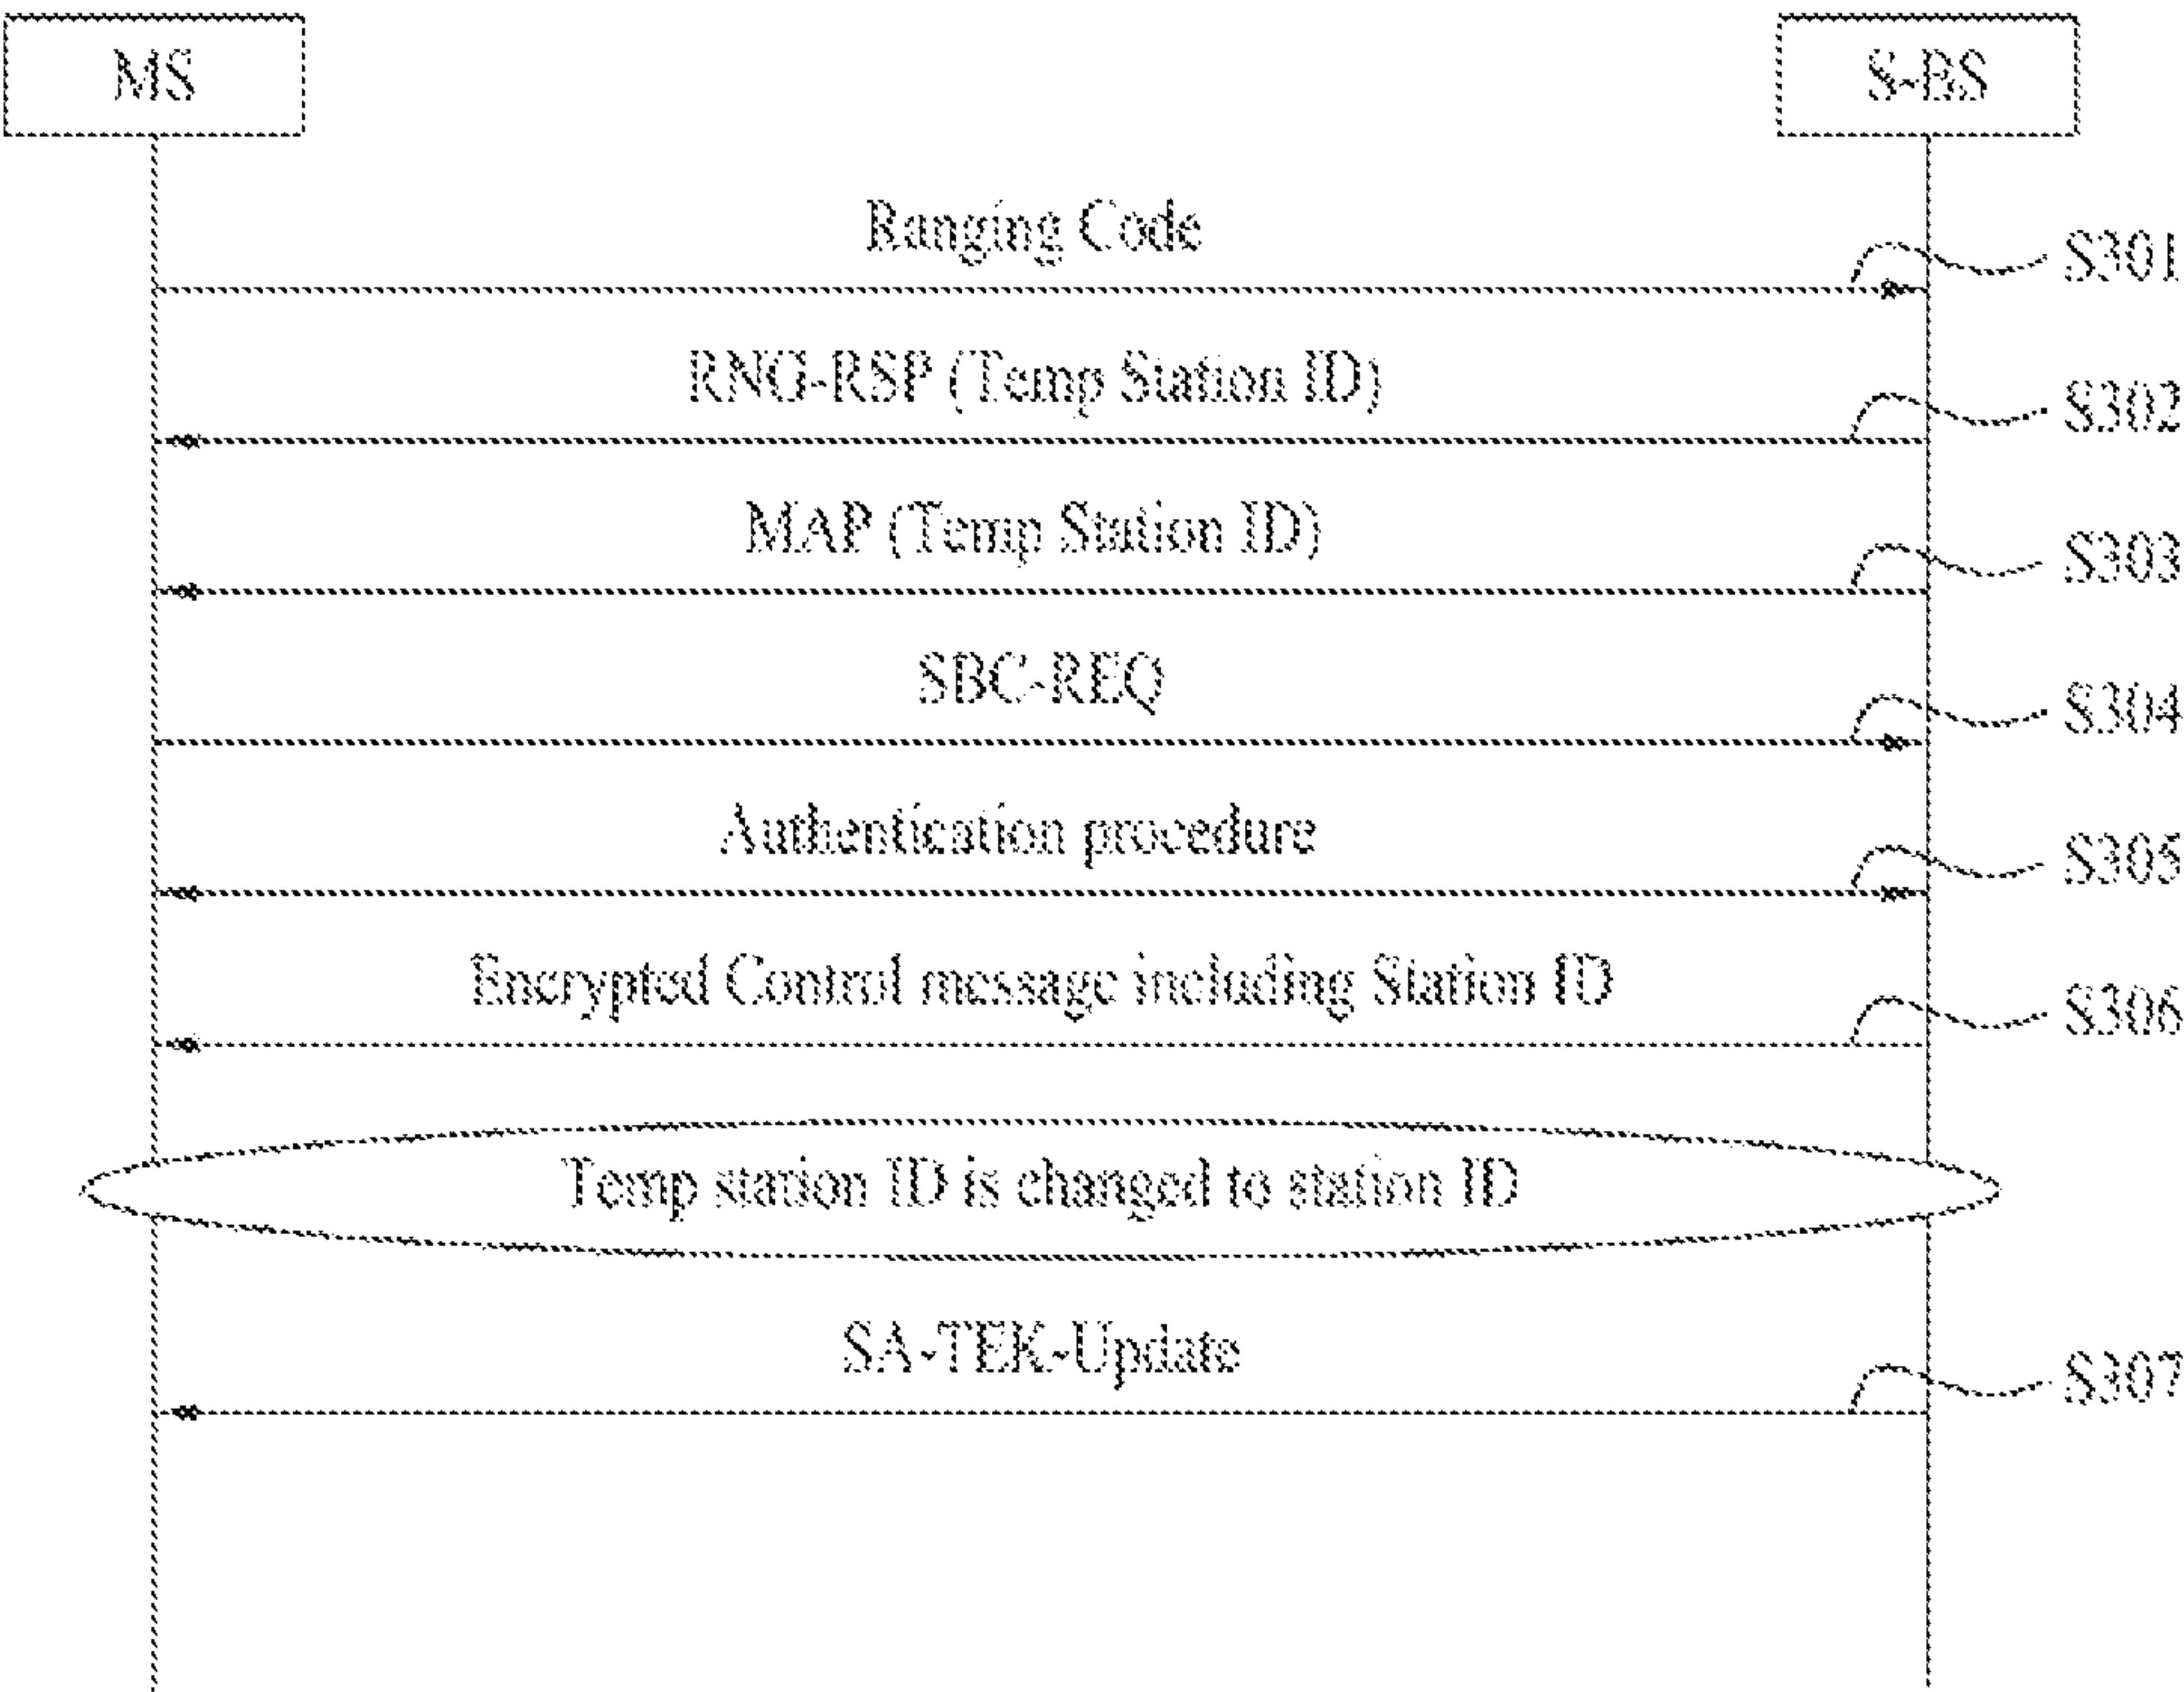 MS
S-BS
Ranging Code
S301
RNG-RSP (Temp Station ID)
S302
MAP (Temp Station ID)
S303
SBC-REQ
S304
Authentication procedure
S305
Encrypted Control message including Station ID
S306
Temp station ID is changed to station ID
SA-TEK-Update
S307